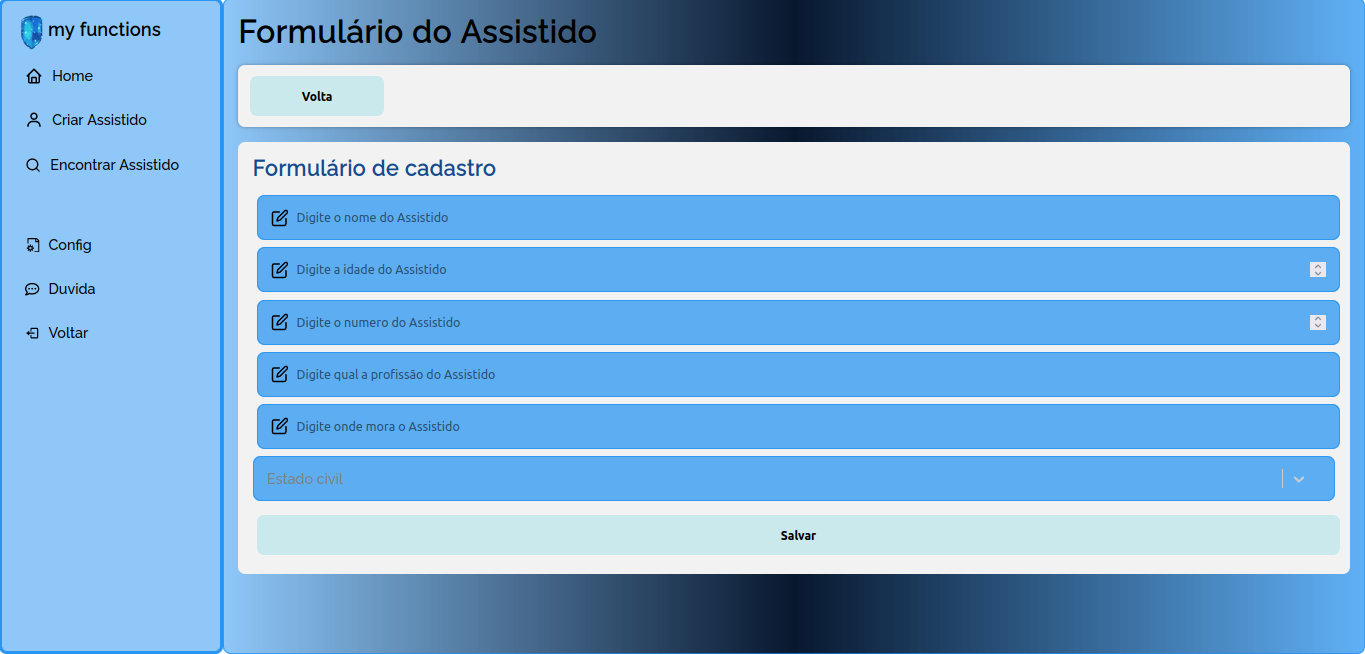 my functions
Home
Criar Assistido
Encontrar Assistido
Config
Duvida
Voltar
Formulário do Assistido
Volta
Formulário de cadastro
Digite o nome do Assistido
Digite a idade do Assistido
Digite o numero do Assistido
Digite qual a profissão do Assistido
Digite onde mora o Assistido
Estado civil
Salvar